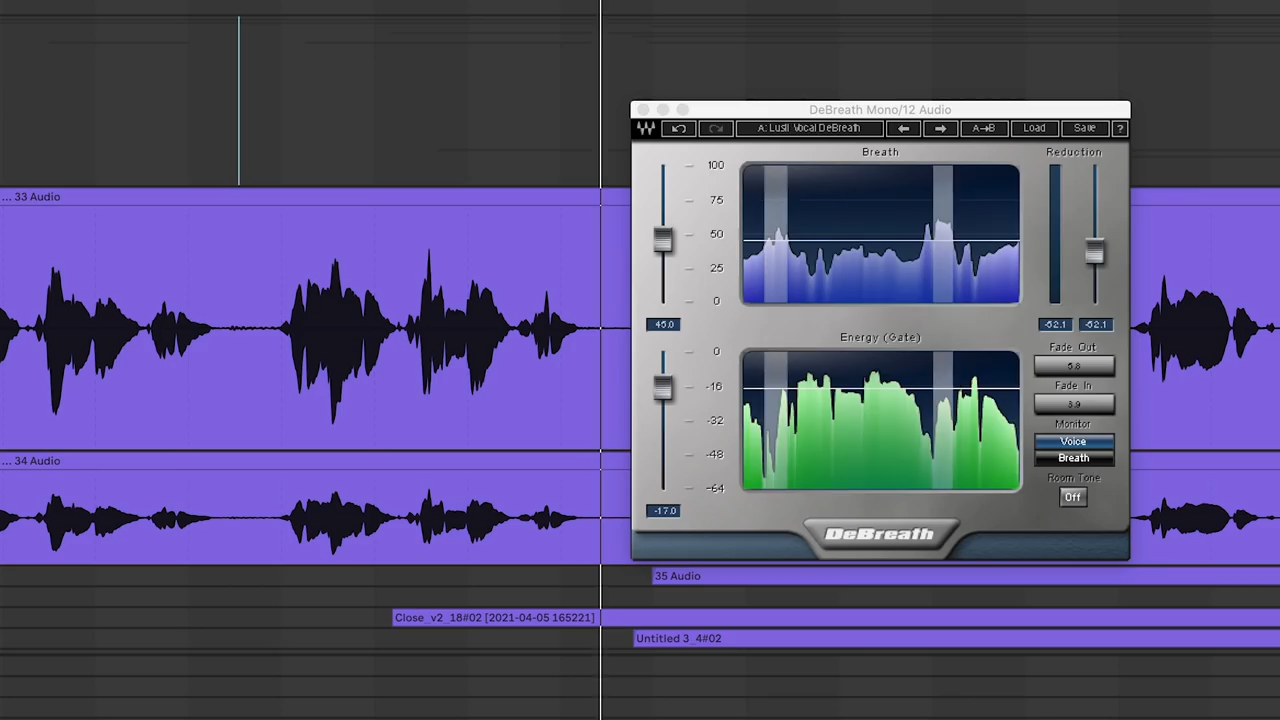 DeBreath Mono/12 Audio
A: Lush Vocal DeBreath
A→B
Load
Save
?
Breath
Reduction
100
75
50
25
0
... 33 Audio
45.0
-52.1
-52.1
Energy (Gate)
0
-16
-32
-48
-64
Fade Out
5.8
Fade In
3.9
Monitor
Voice
Breath
Room Tone
Off
-17.0
DeBreath
... 34 Audio
35 Audio
Close_v2_18#02 [2021-04-05 165221]
Untitled 3_4#02